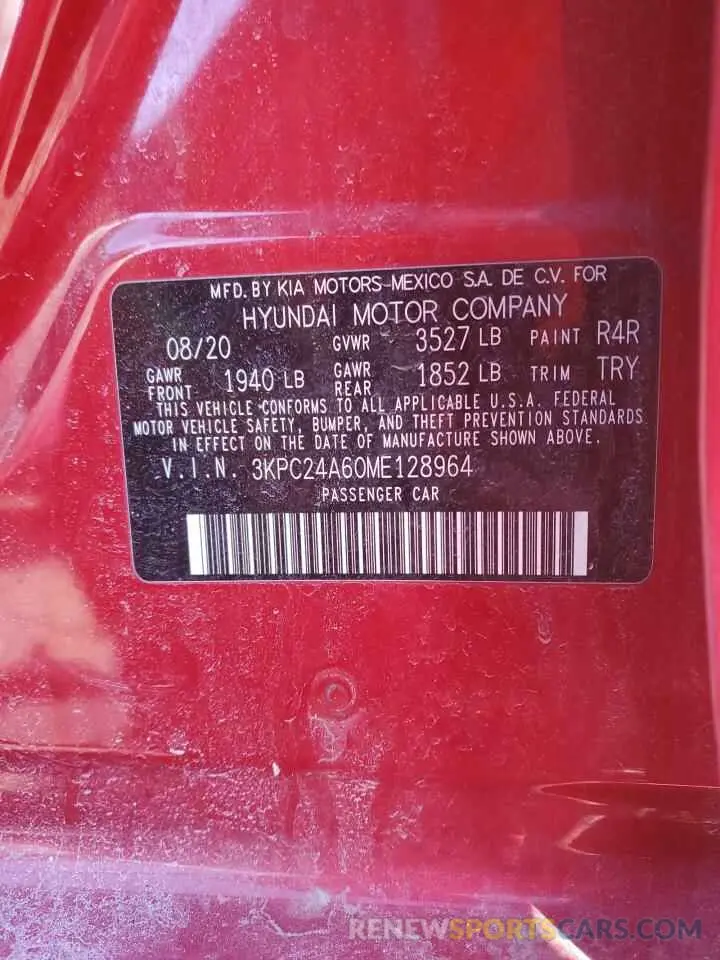 MFD. BY KIA MOTORS-MEXICO S.A. DE C.V. FOR
HYUNDAI MOTOR COMPANY
08/20 GVWR 3527 LB PAINT R4R
GAWR FRONT 1940 LB GAWR REAR 1852 LB TRIM TRY
THIS VEHICLE CONFORMS TO ALL APPLICABLE U.S.A. FEDERAL
MOTOR VEHICLE SAFETY, BUMPER, AND THEFT PREVENTION STANDARDS
IN EFFECT ON THE DATE OF MANUFACTURE SHOWN ABOVE.
V.I.N. 3KPC24A60ME128964
PASSENGER CAR
RENEWSPORTSCARS.COM